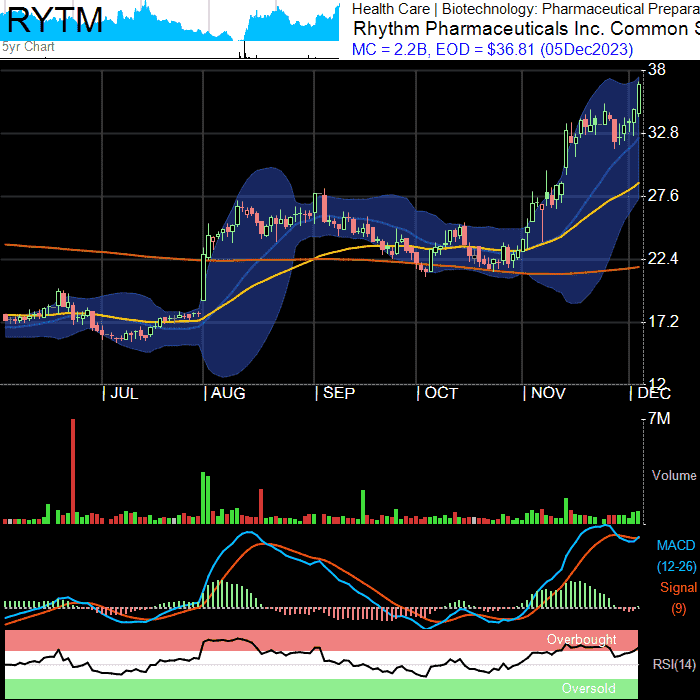 RYTM
5yr Chart
Health Care | Biotechnology: Pharmaceutical Prepara
Rhythm Pharmaceuticals Inc. Common S
MC = 2.2B, EOD = $36.81 (05Dec2023)
38
32.8
27.6
22.4
17.2
12
| JUL | AUG | SEP | OCT | NOV | DEC
7M
Volume
MACD
(12-26)
Signal
(9)
Overbought
RSI(14)
Oversold